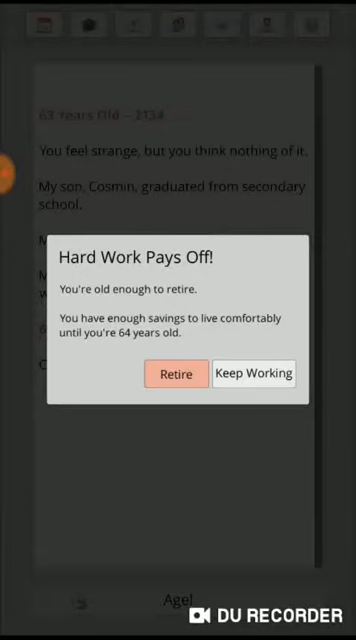 63 Years Old - 2134
You feel strange, but you think nothing of it.
My son, Cosmin, graduated from secondary
school.
Hard Work Pays Off!
You're old enough to retire.
You have enough savings to live comfortably
until you're 64 years old.
Retire
Keep Working
Age!
DU RECORDER